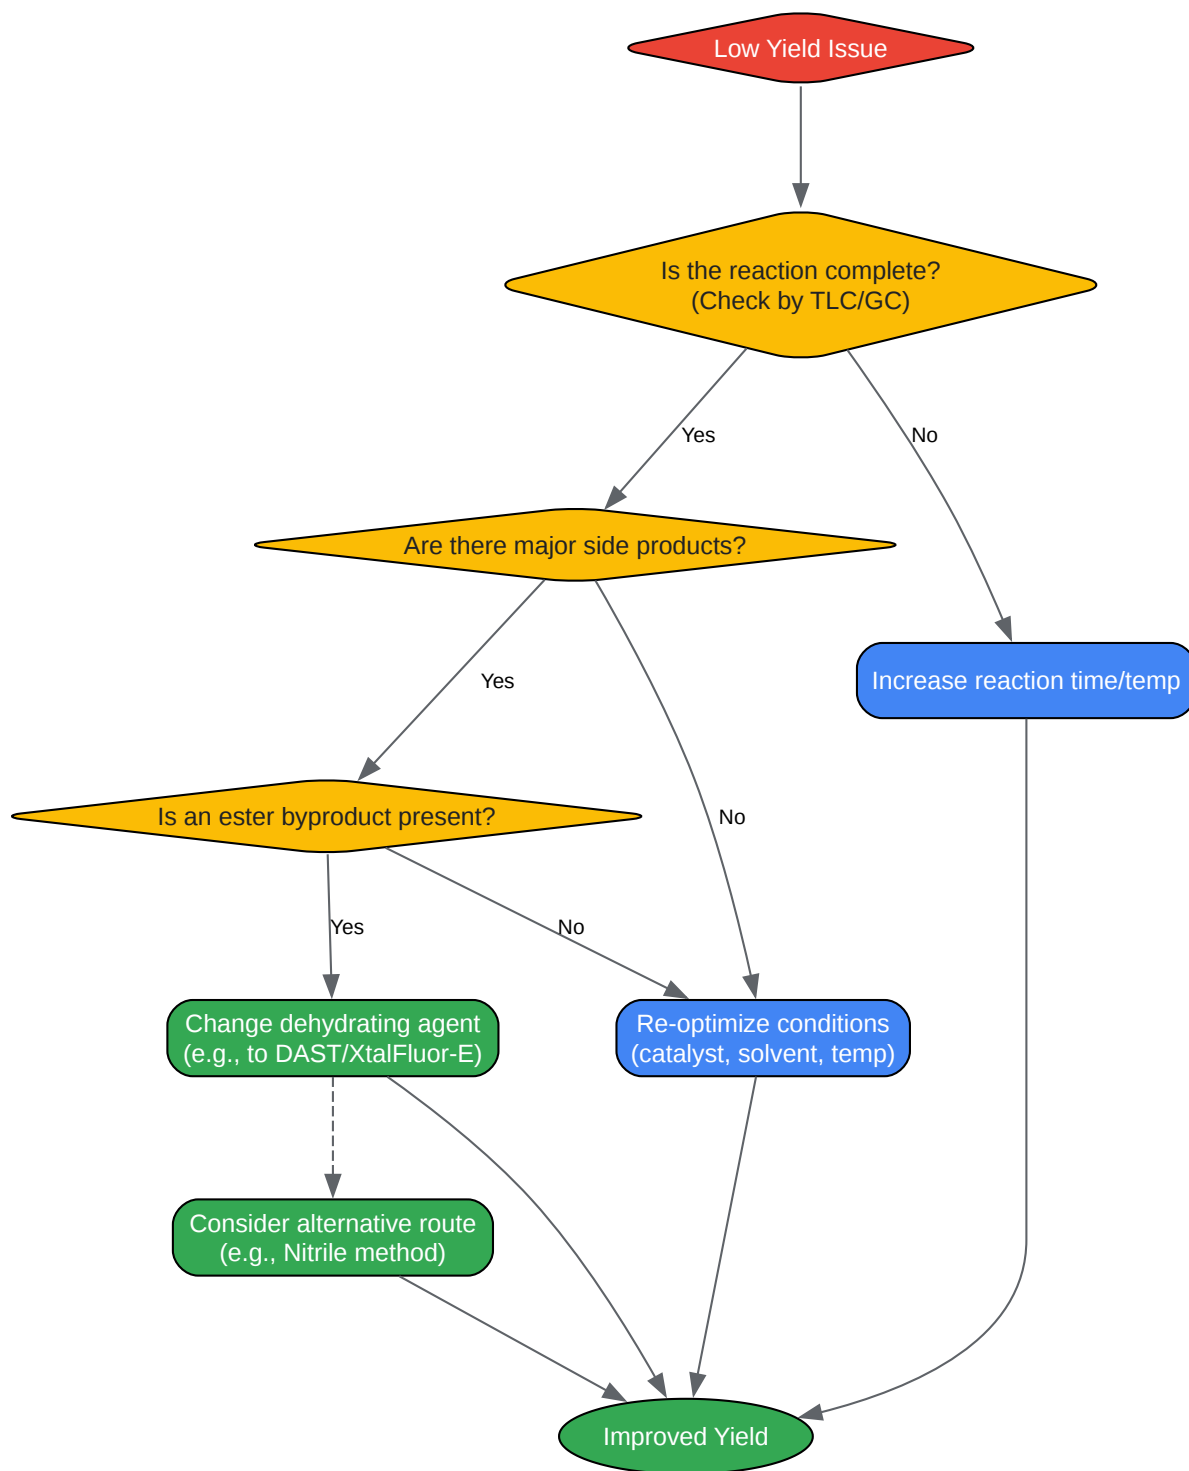 Low Yield Issue
Is the reaction complete?
(Check by TLC/GC)
Yes
No
Are there major side products?
Yes
Increase reaction time/temp
No
Is an ester byproduct present?
Yes
No
Change dehydrating agent
(e.g., to DAST/XtalFluor-E)
Re-optimize conditions
(catalyst, solvent, temp)
Consider alternative route
(e.g., Nitrile method)
Improved Yield